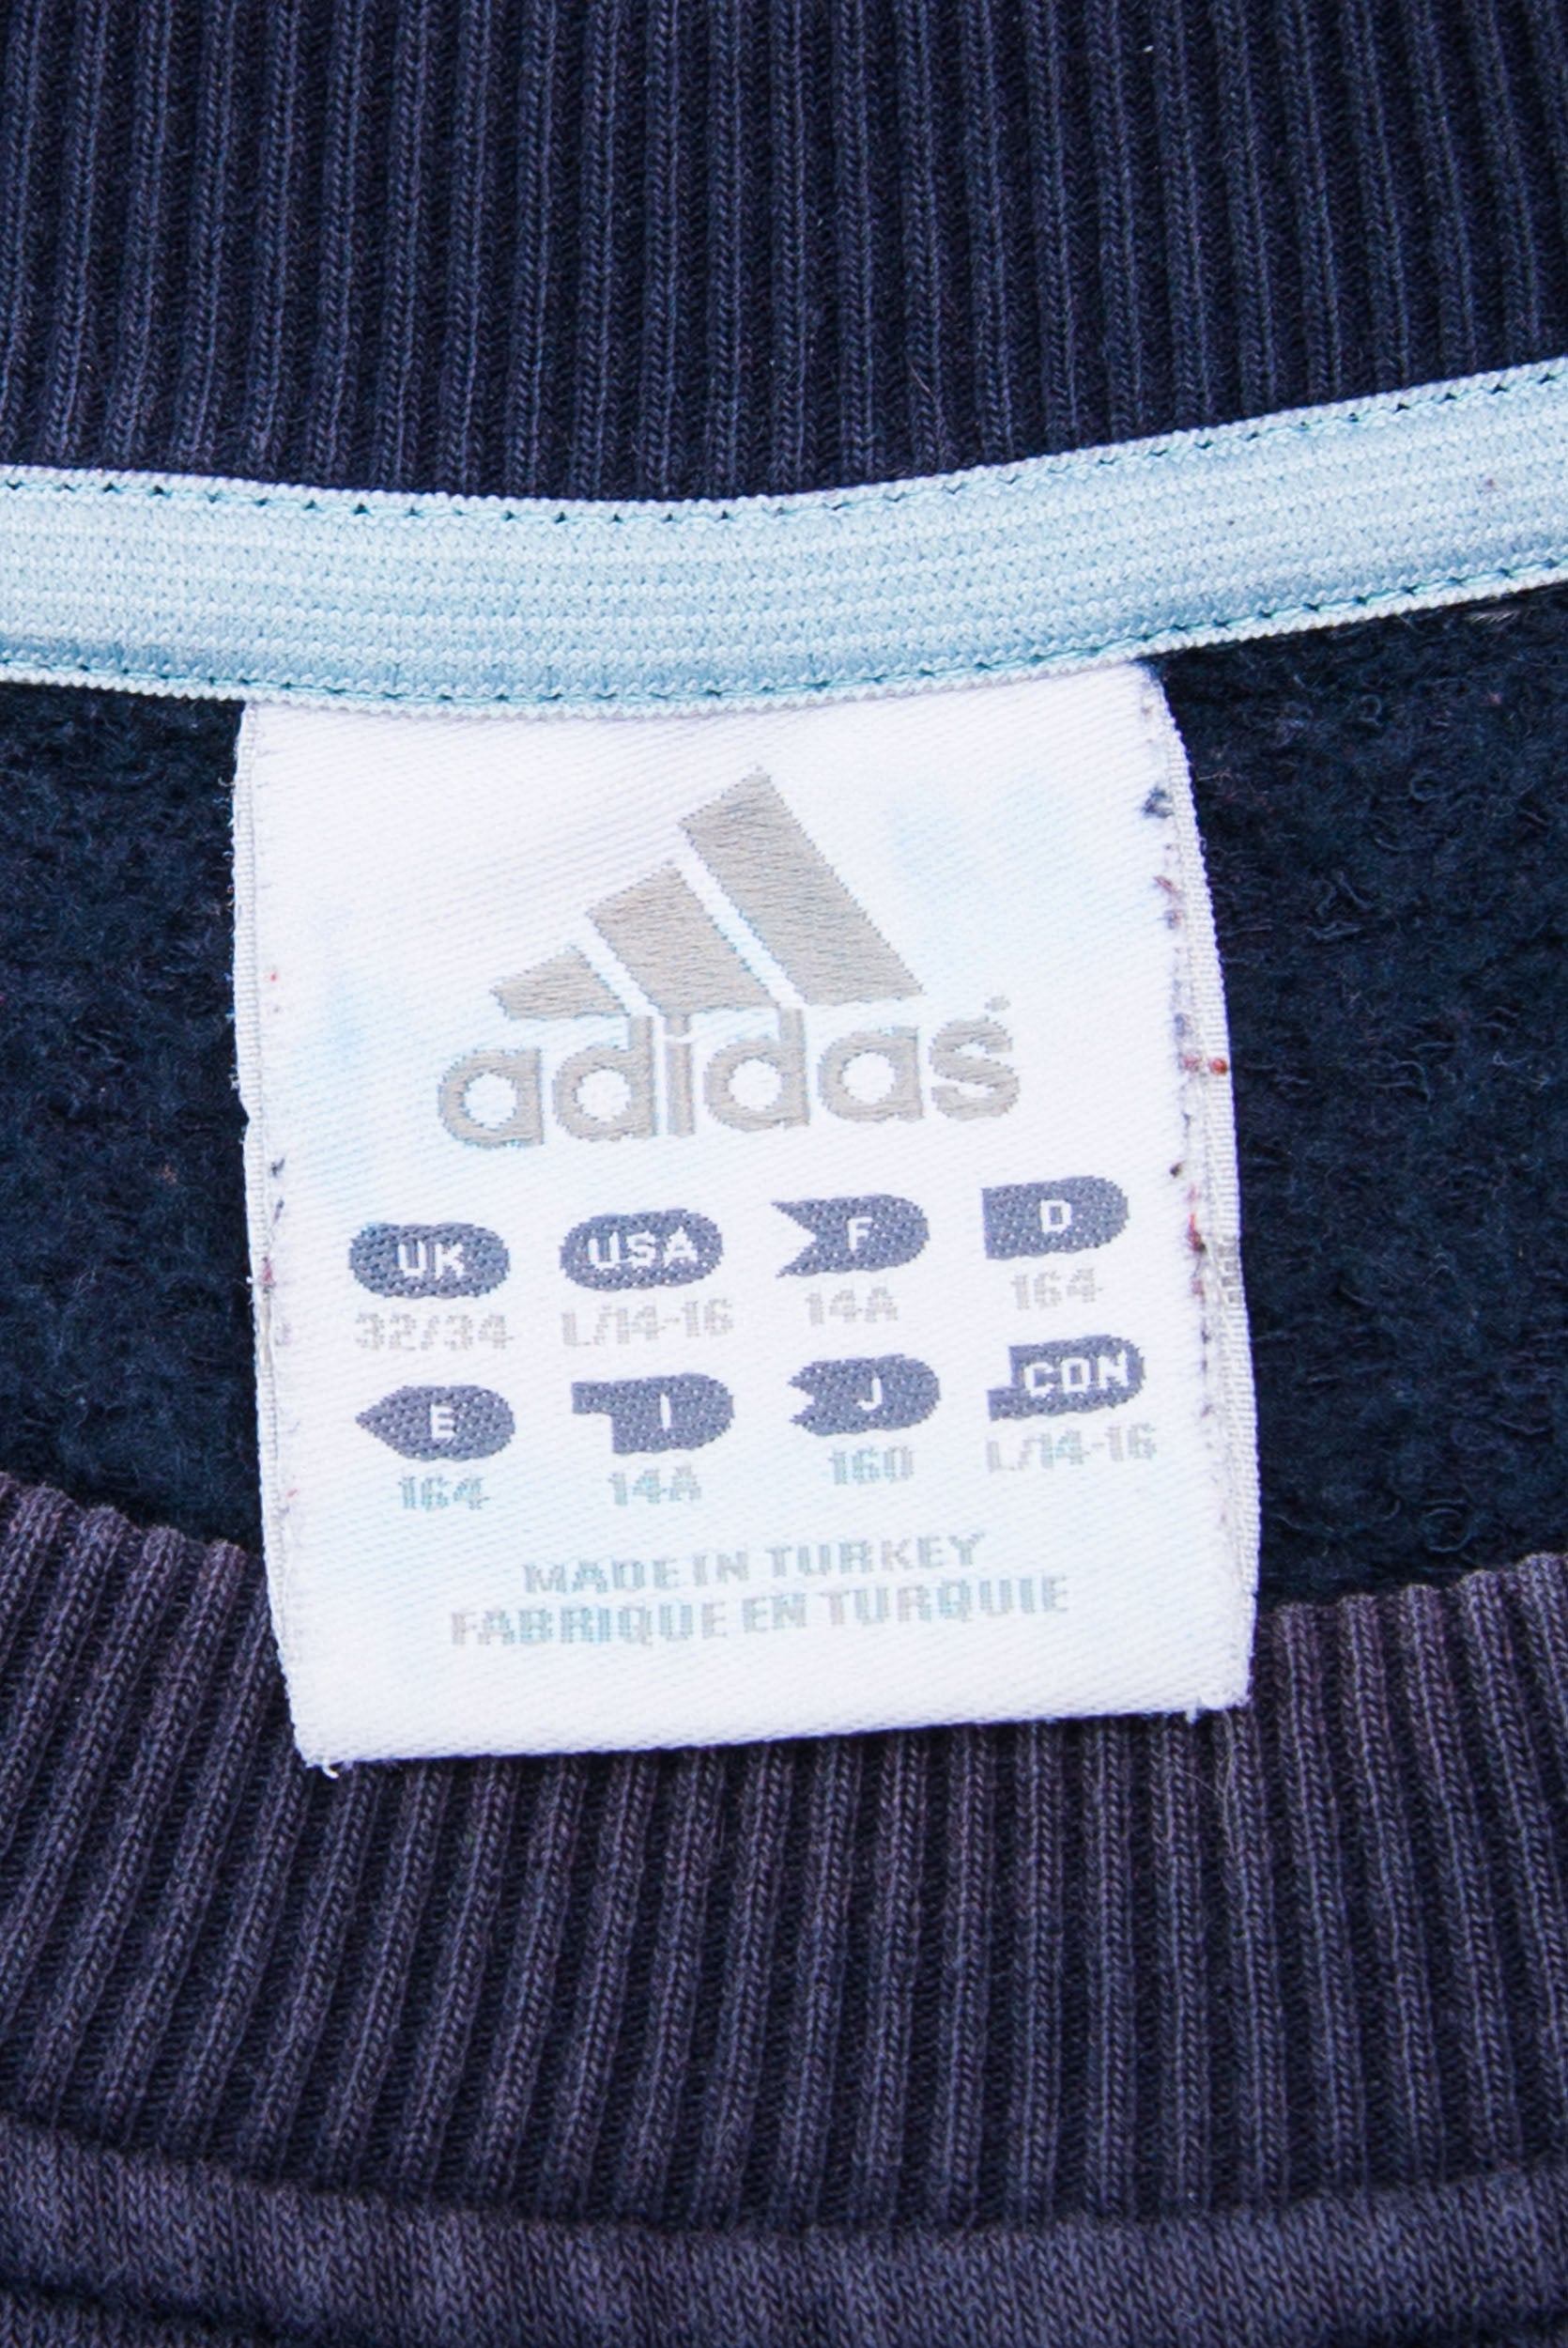 adidas
UK USA F D
32/34 L/14-16 14A 164
E I J CDN
164 14A 160 L/14-16
MADE IN TURKEY
FABRIQUE EN TURQUIE